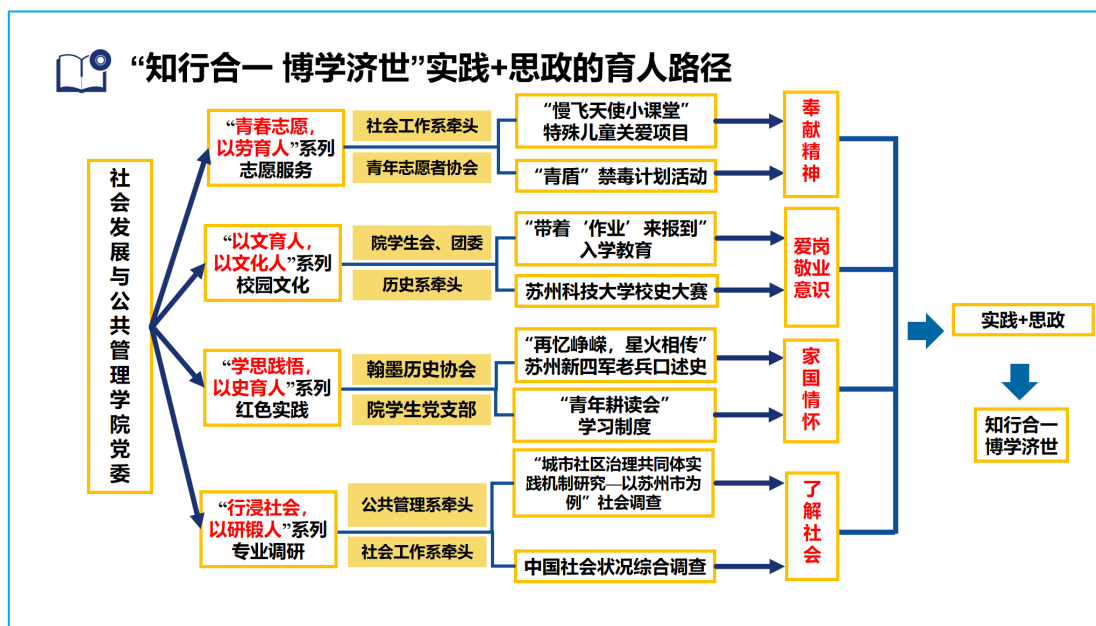 “知行合一 博学济世”实践+思政的育人路径
社会发展与公共管理学院党委
“青春志愿，
以劳育人”系列
志愿服务
社会工作系牵头
青年志愿者协会
“慢飞天使小课堂”
特殊儿童关爱项目
“青盾”禁毒计划活动
奉献精神
“以文育人，
以文化人”系列
校园文化
院学生会、团委
历史系牵头
“带着‘作业’来报到”
入学教育
苏州科技大学校史大赛
爱岗
敬业
意识
“学思践悟，
以史育人”系列
红色实践
翰墨历史协会
院学生党支部
“再忆峥嵘，星火相传”
苏州新四军老兵口述史
“青年耕读会”
学习制度
家国情怀
“行浸社会，
以研锻人”系列
专业调研
公共管理系牵头
社会工作系牵头
“城市社区治理共同体实
践机制研究—以苏州市为
例”社会调查
中国社会状况综合调查
了解社会
实践+思政
知行合一
博学济世